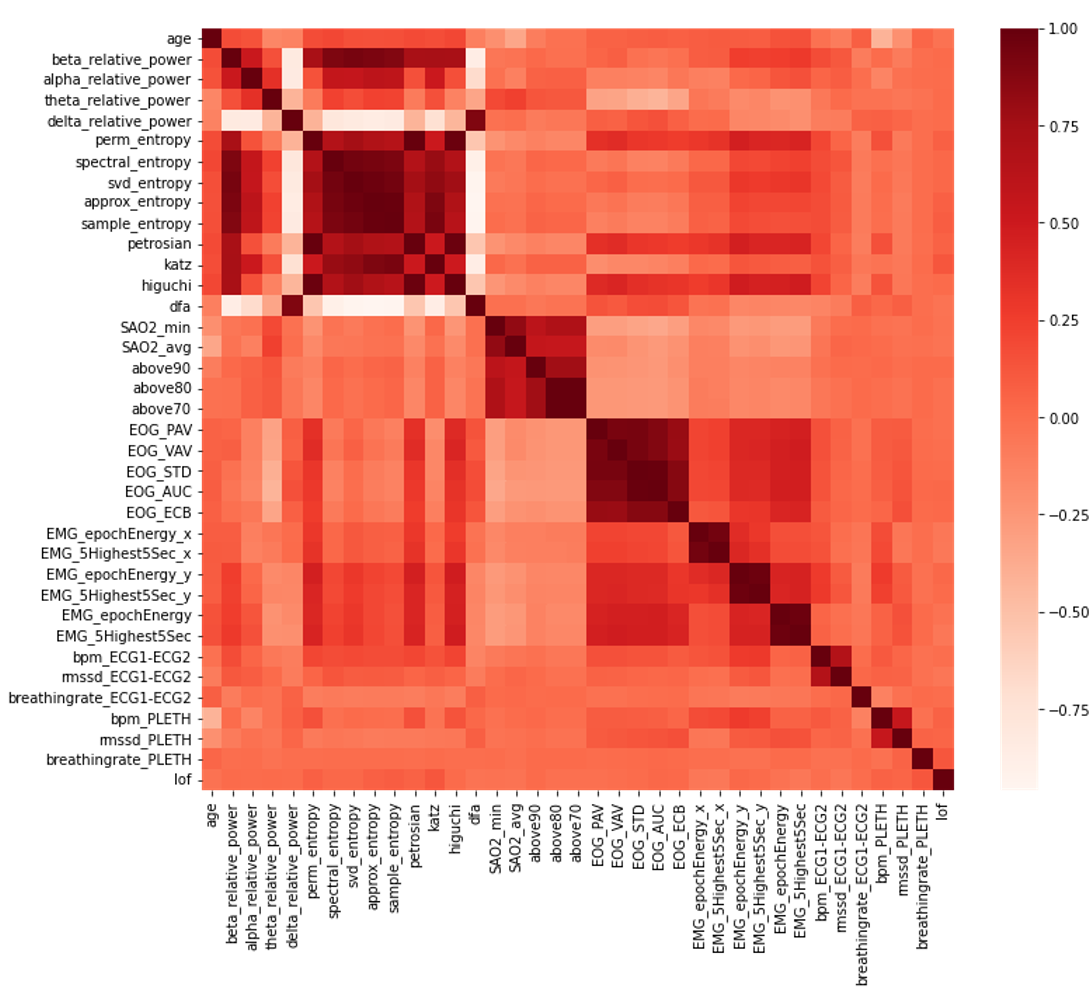 age
beta_relative_power
alpha_relative_power
theta_relative_power
delta_relative_power
perm_entropy
spectral_entropy
svd_entropy
approx_entropy
sample_entropy
petrosian
katz
higuchi
dfa
SAO2_min
SAO2_avg
above90
above80
above70
EOG_PAV
EOG_VAV
EOG_STD
EOG_AUC
EOG_ECB
EMG_epochEnergy_x
EMG_5Highest5Sec_x
EMG_epochEnergy_y
EMG_5Highest5Sec_y
EMG_epochEnergy
EMG_5Highest5Sec
bpm_ECG1-ECG2
rmssd_ECG1-ECG2
breathingrate_ECG1-ECG2
bpm_PLETH
rmssd_PLETH
breathingrate_PLETH
lof
age
beta_relative_power
alpha_relative_power
theta_relative_power
delta_relative_power
perm_entropy
spectral_entropy
svd_entropy
approx_entropy
sample_entropy
petrosian
katz
higuchi
dfa
SAO2_min
SAO2_avg
above90
above80
above70
EOG_PAV
EOG_VAV
EOG_STD
EOG_AUC
EOG_ECB
EMG_epochEnergy_x
EMG_5Highest5Sec_x
EMG_epochEnergy_y
EMG_5Highest5Sec_y
EMG_epochEnergy
EMG_5Highest5Sec
bpm_ECG1-ECG2
rmssd_ECG1-ECG2
breathingrate_ECG1-ECG2
bpm_PLETH
rmssd_PLETH
breathingrate_PLETH
lof
1.00
0.75
0.50
0.25
0.00
−0.25
−0.50
−0.75